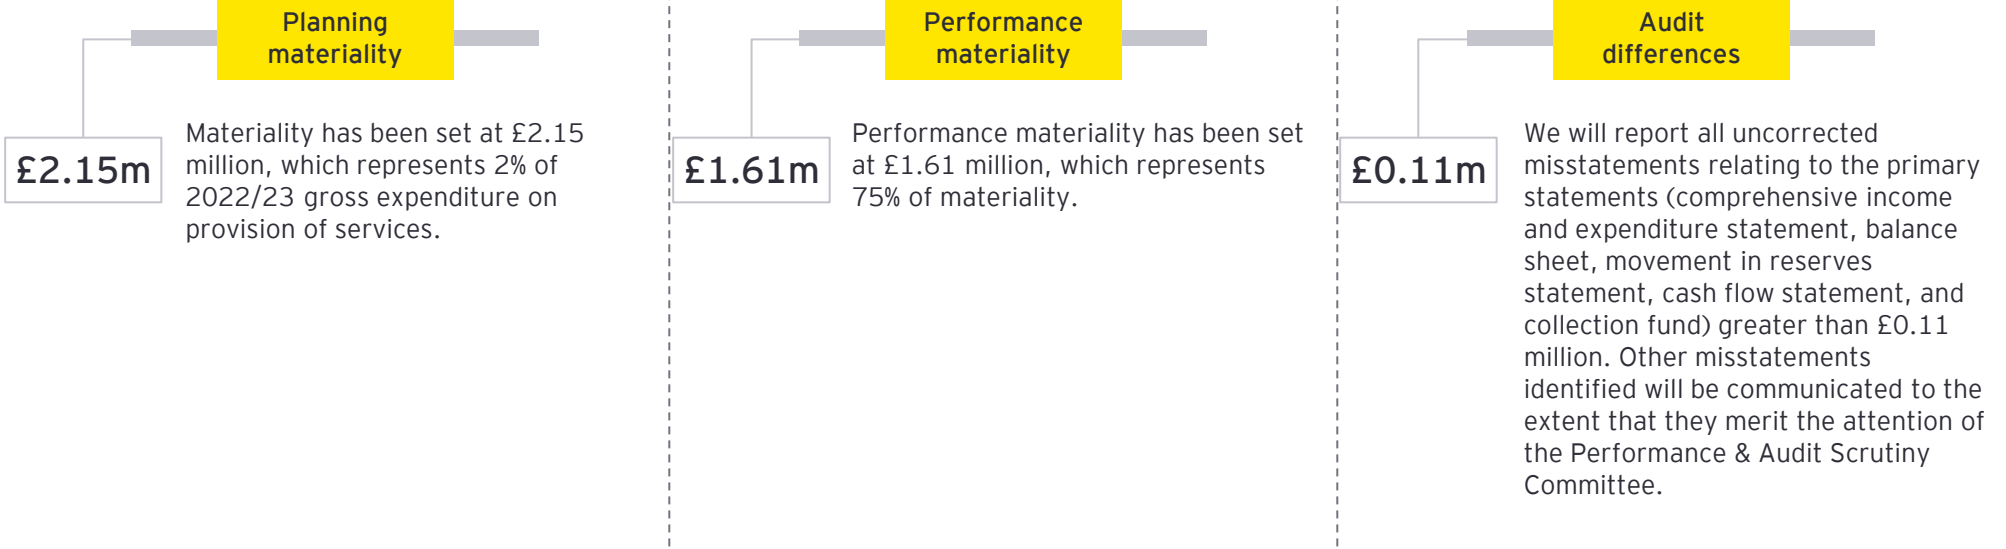 Planning
materiality
£2.15m
Materiality has been set at £2.15
million, which represents 2% of
2022/23 gross expenditure on
provision of services.
Performance
materiality
£1.61m
Performance materiality has been set
at £1.61 million, which represents
75% of materiality.
Audit
differences
£0.11m
We will report all uncorrected
misstatements relating to the primary
statements (comprehensive income
and expenditure statement, balance
sheet, movement in reserves
statement, cash flow statement, and
collection fund) greater than £0.11
million. Other misstatements
identified will be communicated to the
extent that they merit the attention of
the Performance & Audit Scrutiny
Committee.